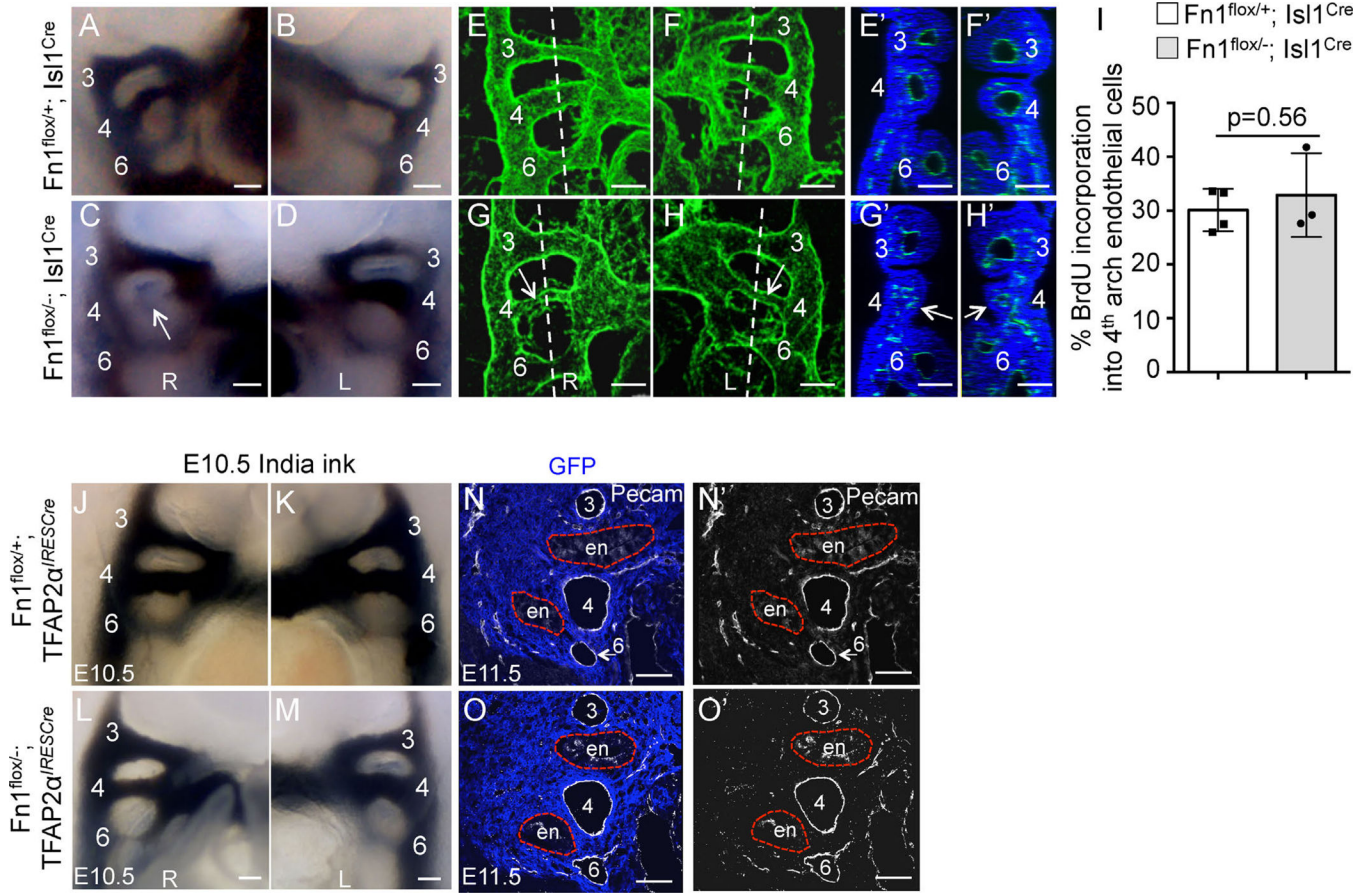 A B E F E' F' I
Fn1flox/+; Isl1Cre
Fn1flox/-; Isl1Cre
Fn1flox/+; Isl1Cre
3 4 6
3 4 6
3 4 6
3 4 6
3 4 6
3 4 6
% BrdU incorporation
into 4th arch endothelial cells
50
40
30
20
10
0
p=0.56
C D G H G' H'
Fn1flox/-; Isl1Cre
3 4 6
3 4 6
3 4 6
3 4 6
3 4 6
3 4 6
R L R L
E10.5 India ink
GFP
J K N Pecam N' Pecam
Fn1flox/+;
TFAP2αIRESCre
3 4 6
3 4 6
3 en 4 en 6
3 en 4 en 6
E10.5 E11.5
L M O O'
Fn1flox/-;
TFAP2αIRESCre
3 4 6
3 4 6
3 en 4 en 6
3 en 4 en 6
E10.5 R L E11.5